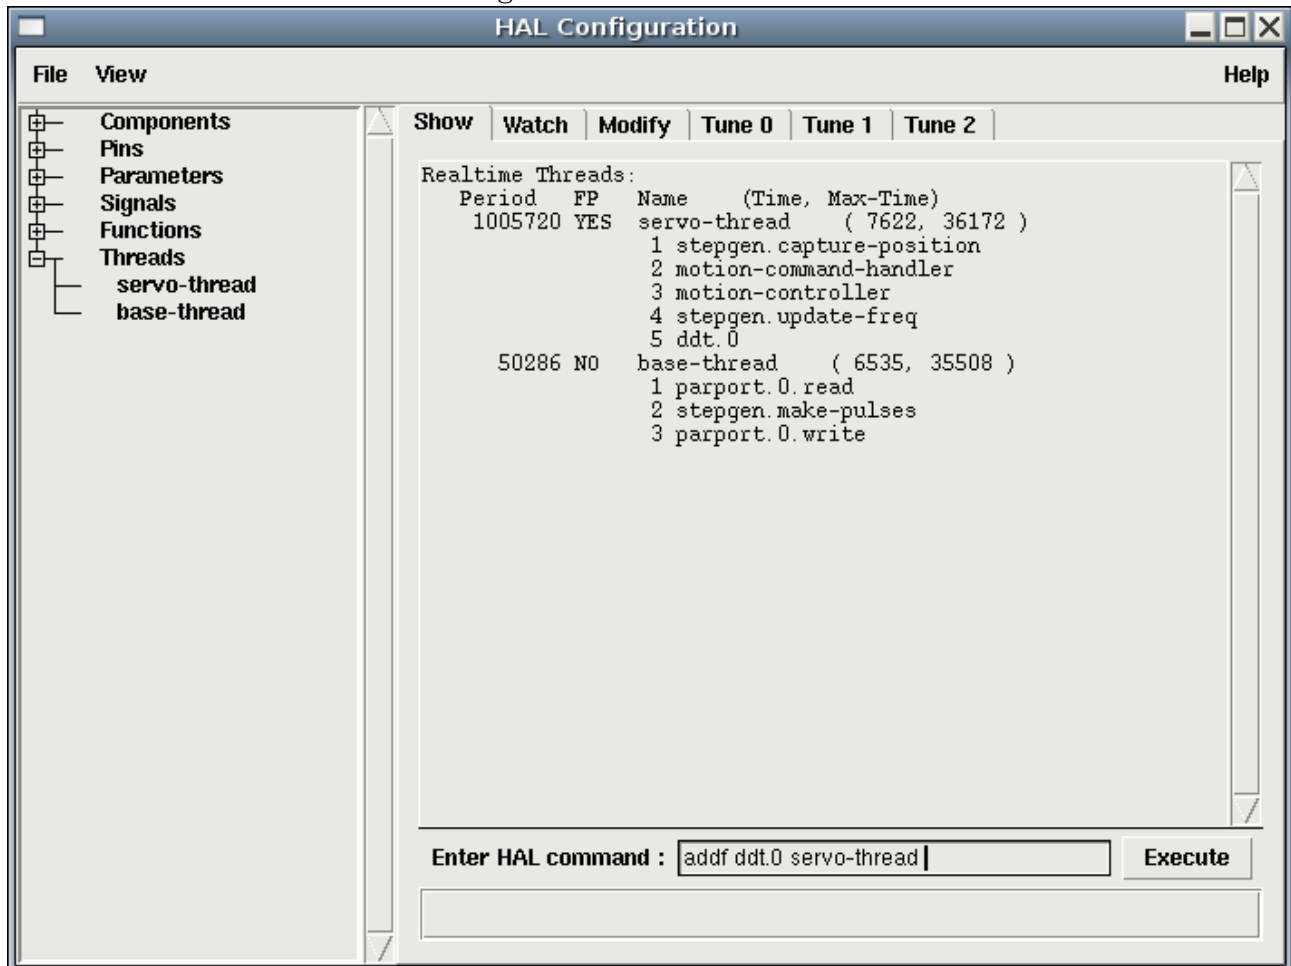 HAL Configuration
File View Help
Components
Pins
Parameters
Signals
Functions
Threads
servo-thread
base-thread
Show Watch Modify Tune 0 Tune 1 Tune 2
Realtime Threads:
Period FP Name (Time, Max-Time)
1005720 YES servo-thread ( 7622, 36172 )
1 stepgen.capture-position
2 motion-command-handler
3 motion-controller
4 stepgen.update-freq
5 ddt.0
50286 NO base-thread ( 6535, 35508 )
1 parport.0.read
2 stepgen.make-pulses
3 parport.0.write
Enter HAL command : addf ddt.0 servo-thread Execute